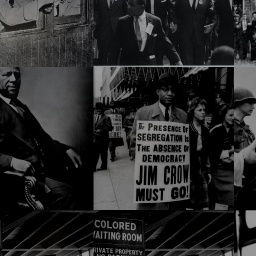 The PRESENCE of
SEGREGATION IS
The ABSENCE OF
DEMOCRACY
JIM CROW
MUST GO!
COLORED
WAITING ROOM
PRIVATE PROPERTY